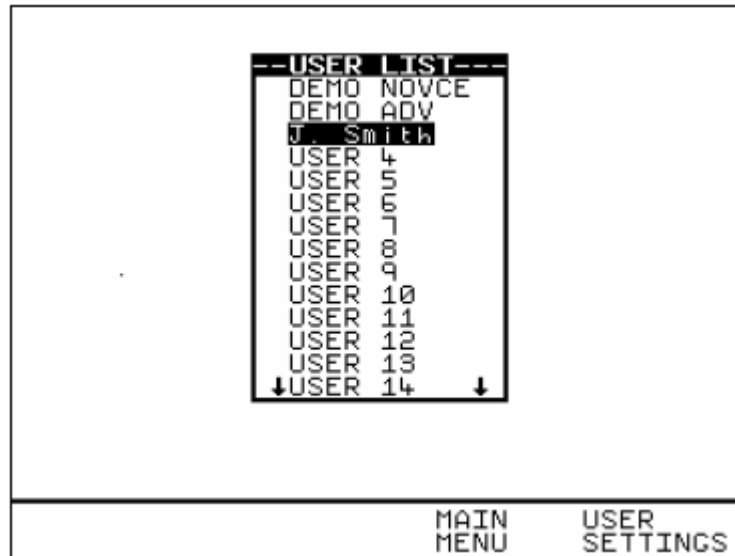 --USER LIST---
DEMO NOVCE
DEMO ADV
J. Smith
USER 4
USER 5
USER 6
USER 7
USER 8
USER 9
USER 10
USER 11
USER 12
USER 13
↓USER 14 ↓
MAIN USER
MENU SETTINGS